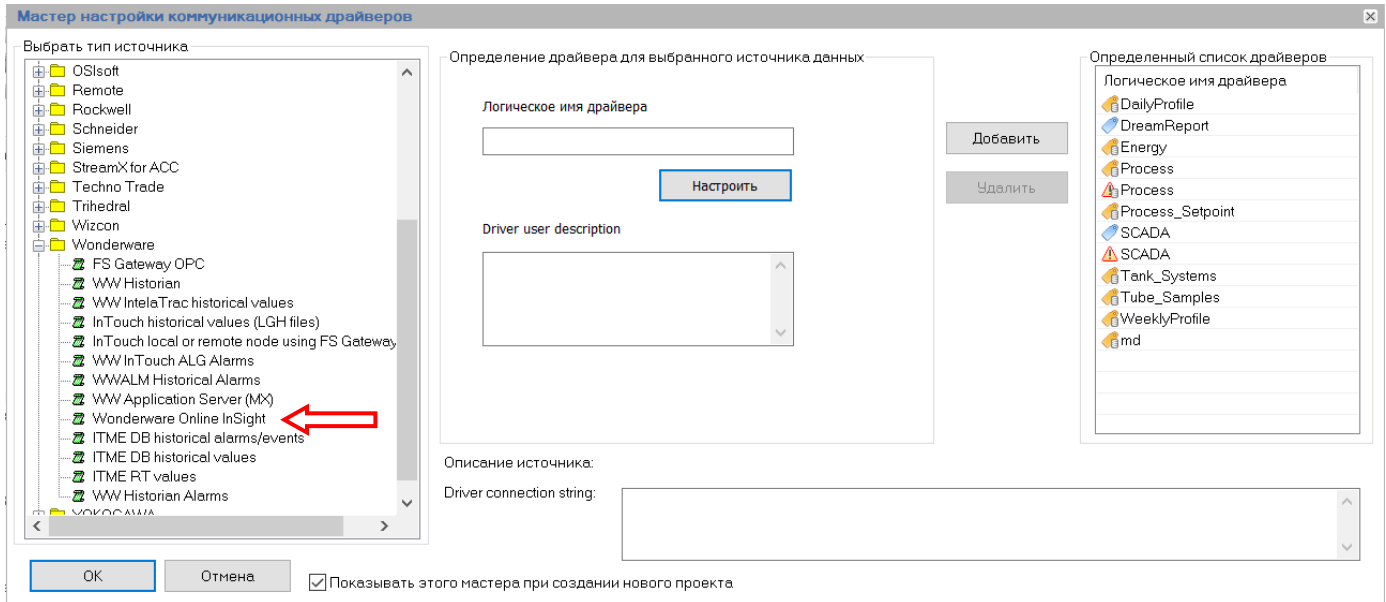 Мастер настройки коммуникационных драйверов
Выбрать тип источника
OSIsoft
Remote
Rockwell
Schneider
Siemens
StreamX for ACC
Techno Trade
Trihedral
Wizcon
Wonderware
FS Gateway OPC
WW Historian
WW IntelaTrac historical values
InTouch historical values (LGH files)
InTouch local or remote node using FS Gateway
WW InTouch ALG Alarms
WWALM Historical Alarms
WW Application Server (MX)
Wonderware Online InSight
ITME DB historical alarms/events
ITME DB historical values
ITME RT values
WW Historian Alarms
YOKOGAWA
Определение драйвера для выбранного источника данных
Логическое имя драйвера
Настроить
Driver user description
Добавить
Удалить
Определенный список драйверов
Логическое имя драйвера
DailyProfile
DreamReport
Energy
Process
Process
Process_Setpoint
SCADA
SCADA
Tank_Systems
Tube_Samples
WeeklyProfile
md
Описание источника:
Driver connection string:
OK
Отмена
Показывать этого мастера при создании нового проекта